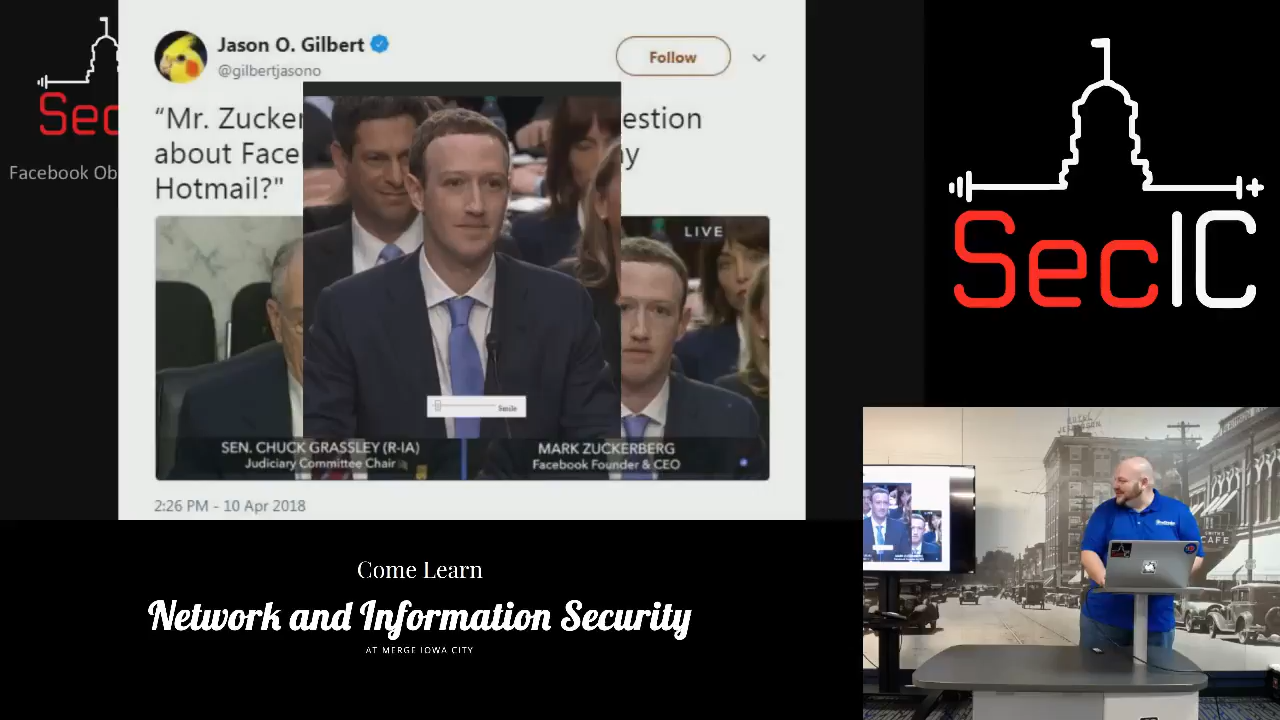 Sec
Facebook Ob
Jason O. Gilbert
@gilbertjasono
Follow
“Mr. Zucker
estion
about Face
y
Hotmail?"
LIVE
Smile
SEN. CHUCK GRASSLEY (R-IA)
Judiciary Committee Chair
MARK ZUCKERBERG
Facebook Founder & CEO
2:26 PM - 10 Apr 2018
SecIC
Come Learn
Network and Information Security
AT MERGE IOWA CITY
CAFE